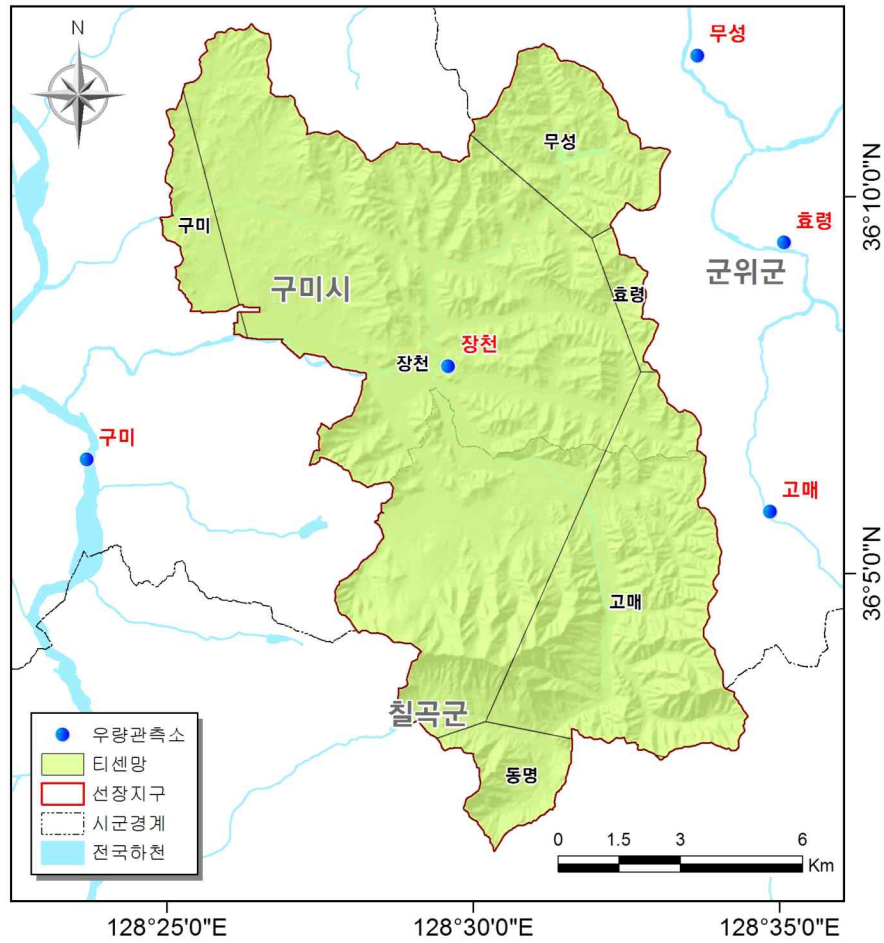 N
무성
무성
36°10'0"N
구미
효령
군위군
구미시
효령
장천
장천
구미
고매
36°5'0"N
고매
칠곡군
동명
우량관측소
티센망
선장지구
시군경계
전국하천
0 1.5 3 6
Km
128°25'0"E 128°30'0"E 128°35'0"E